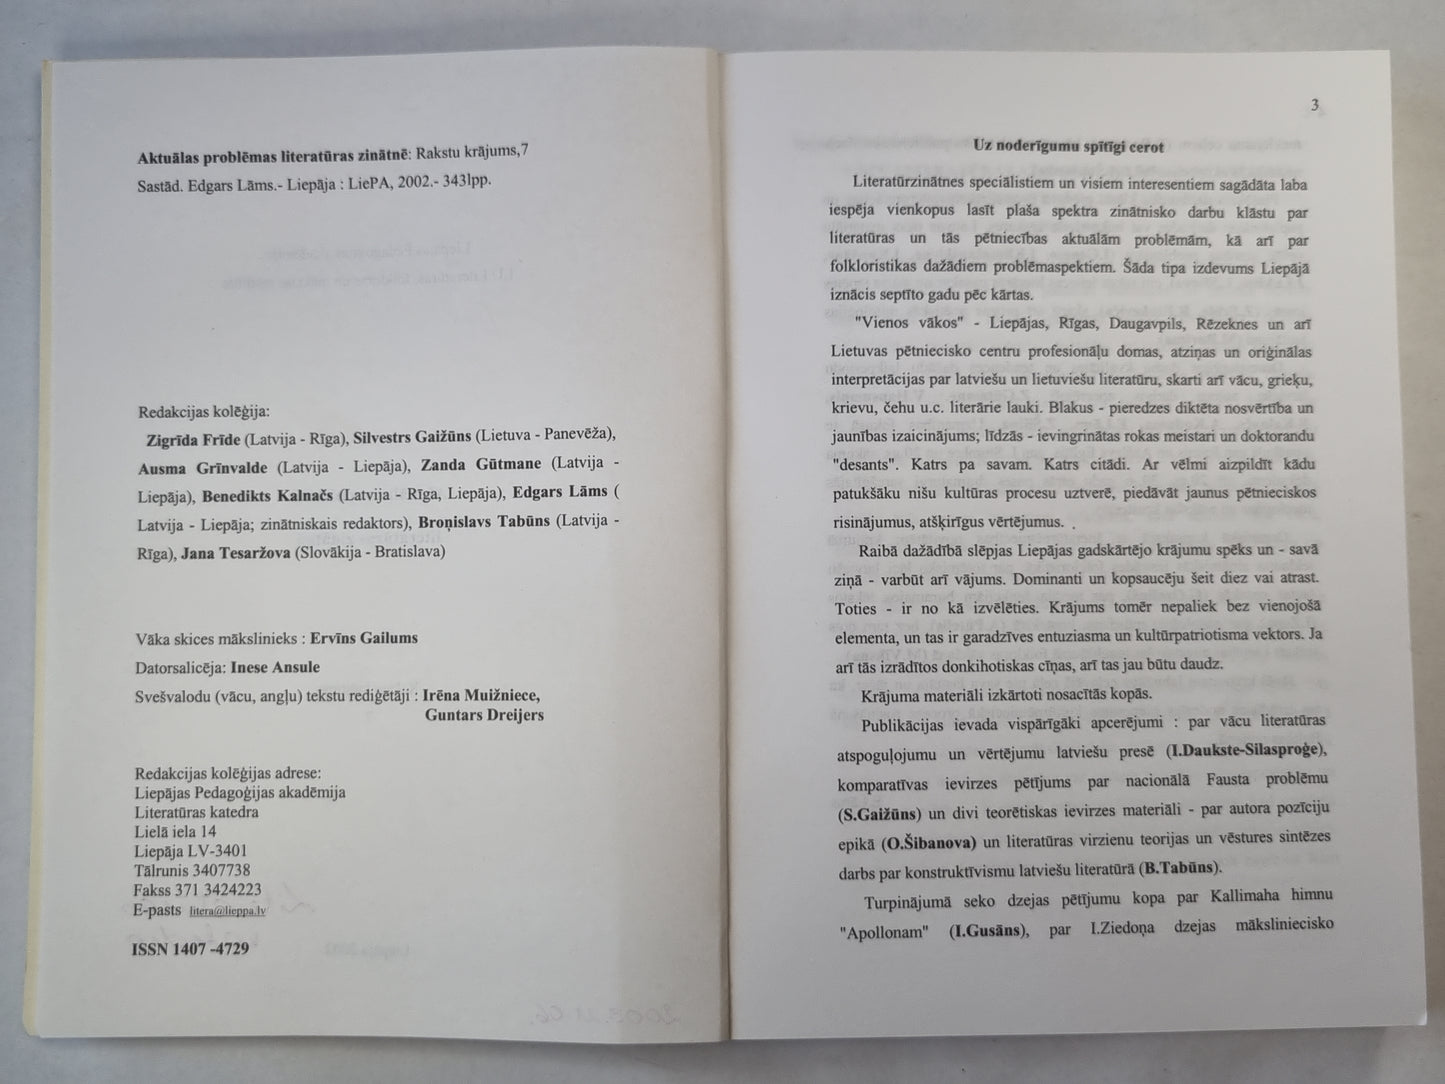 Aktuālas problēmas literatūras zinātnē: Rakstu krājums,7
Sastād. Edgars Lāms.- Liepāja : LiePA, 2002.- 343lpp.
Redakcijas kolēģija:
Zigrīda Frīde (Latvija - Rīga), Silvestrs Gaižūns (Lietuva - Panevēža),
Ausma Grīnvalde (Latvija - Liepāja), Zanda Gūtmane (Latvija -
Liepāja), Benedikts Kalnačs (Latvija - Rīga, Liepāja), Edgars Lāms (
Latvija - Liepāja; zinātniskais redaktors), Broņislavs Tabūns (Latvija -
Rīga), Jana Tesaržova (Slovākija - Bratislava)
Vāka skices mākslinieks : Ervīns Gailums
Datorsalicēja: Inese Ansule
Svešvalodu (vācu, angļu) tekstu rediģētāji : Irēna Muižniece,
Guntars Dreijers
Redakcijas kolēģijas adrese:
Liepājas Pedagoģijas akadēmija
Literatūras katedra
Lielā iela 14
Liepāja LV-3401
Tālrunis 3407738
Fakss 371 3424223
E-pasts litera@lieppa.lv
ISSN 1407 -4729
3
Uz noderīgumu spītīgi cerot
Literatūrzinātnes speciālistiem un visiem interesentiem sagādāta laba
iespēja vienkopus lasīt plaša spektra zinātnisko darbu klāstu par
literatūras un tās pētniecības aktuālām problēmām, kā arī par
folkloristikas dažādiem problēmaspektiem. Šāda tipa izdevums Liepājā
iznācis septīto gadu pēc kārtas.
"Vienos vākos" - Liepājas, Rīgas, Daugavpils, Rēzeknes un arī
Lietuvas pētniecisko centru profesionāļu domas, atziņas un oriģinālas
interpretācijas par latviešu un lietuviešu literatūru, skarti arī vācu, grieķu,
krievu, čehu u.c. literārie lauki. Blakus - pieredzes diktēta nosvērtība un
jaunības izaicinājums; līdzās - ievingrinātas rokas meistari un doktorandu
"desants". Katrs pa savam. Katrs citādi. Ar vēlmi aizpildīt kādu
patukšāku nišu kultūras procesu uztverē, piedāvāt jaunus pētnieciskos
risinājumus, atšķirīgus vērtējumus.
Raibā dažādībā slēpjas Liepājas gadskārtējo krājumu spēks un - savā
ziņā - varbūt arī vājums. Dominanti un kopsaucēju šeit diez vai atrast.
Toties - ir no kā izvēlēties. Krājums tomēr nepaliek bez vienojošā
elementa, un tas ir garadzīves entuziasma un kultūrpatriotisma vektors. Ja
arī tās izrādītos donkihotiskas cīņas, arī tas jau būtu daudz.
Krājuma materiāli izkārtoti nosacītās kopās.
Publikācijas ievada vispārīgāki apcerējumi : par vācu literatūras
atspoguļojumu un vērtējumu latviešu presē (I.Daukste-Silasproģe),
komparatīvas ievirzes pētījums par nacionālā Fausta problēmu
(S.Gaižūns) un divi teorētiskas ievirzes materiāli - par autora pozīciju
epikā (O.Šibanova) un literatūras virzienu teorijas un vēstures sintēzes
darbs par konstruktīvismu latviešu literatūrā (B.Tabūns).
Turpinājumā seko dzejas pētījumu kopa par Kallimaha himnu
"Apollonam" (I.Gusāns), par I.Ziedoņa dzejas māksliniecisko